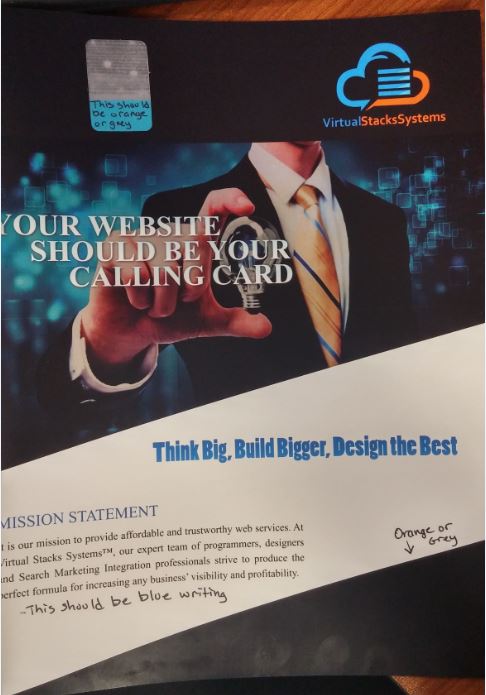 This should
be orange
or grey
VirtualStacksSystems
YOUR WEBSITE
SHOULD BE YOUR
CALLING CARD
Think Big, Build Bigger, Design the Best
MISSION STATEMENT
t is our mission to provide affordable and trustworthy web services. At
Virtual Stacks Systems™, our expert team of programmers, designers
nd Search Marketing Integration professionals strive to produce the
erfect formula for increasing any business' visibility and profitability.
-This should be blue writing
Orange or
Grey